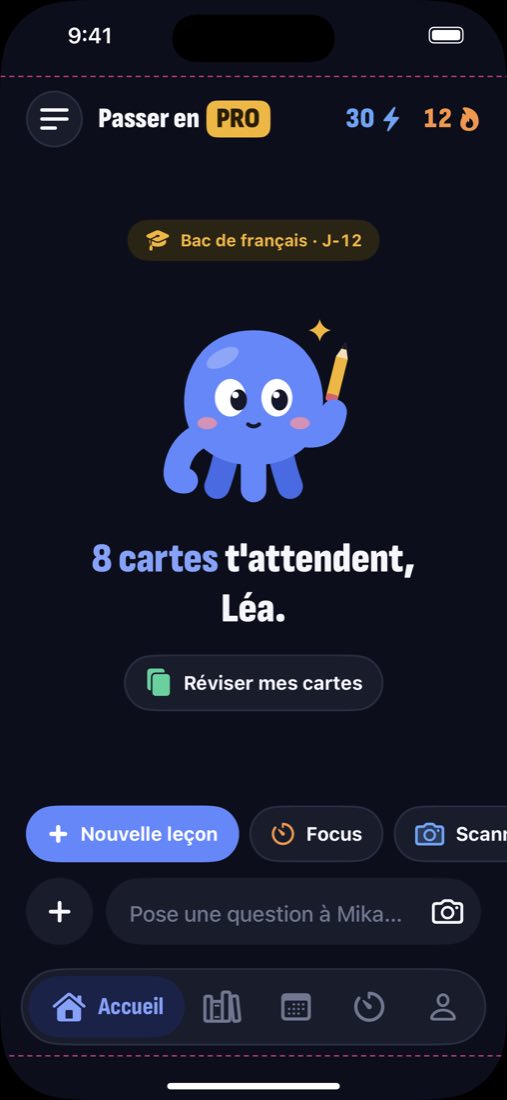 9:41
Passer en PRO
30
12
Bac de français · J-12
8 cartes t'attendent,
Léa.
Réviser mes cartes
Nouvelle leçon
Focus
Scann
Pose une question à Mika...
Accueil